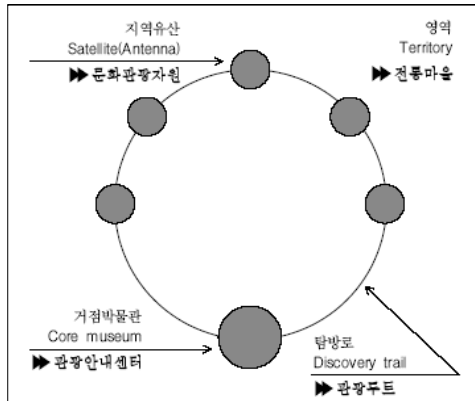 지역유산
Satellite(Antenna)
▶▶ 문화관광자원
영역
Territory
▶▶ 전통마을
거점박물관
Core museum
▶▶ 관광안내센터
탐방로
Discovery trail
▶▶ 관광루트